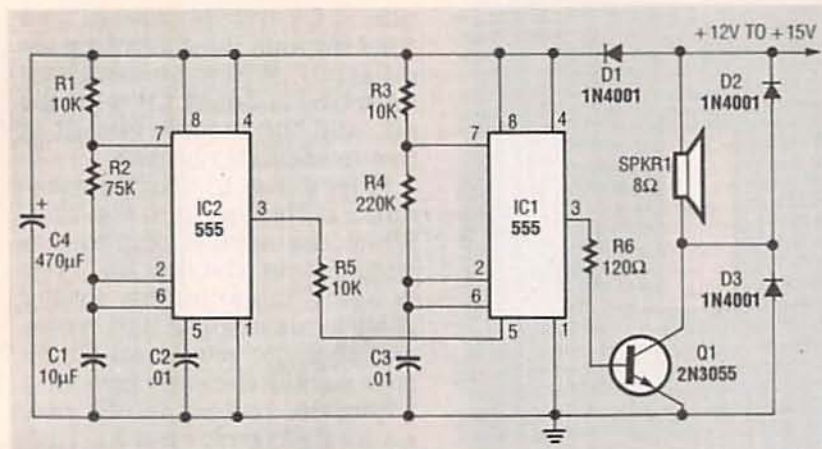 +12V TO +15V
R1
10K
R2
75K
C4
470µF
+
C1
10µF
C2
.01
7
8
4
2
6
5
1
3
IC2
555
R5
10K
R3
10K
R4
220K
C3
.01
7
8
4
2
6
5
1
3
IC1
555
R6
120Ω
D1
1N4001
SPKR1
8Ω
D2
1N4001
D3
1N4001
Q1
2N3055